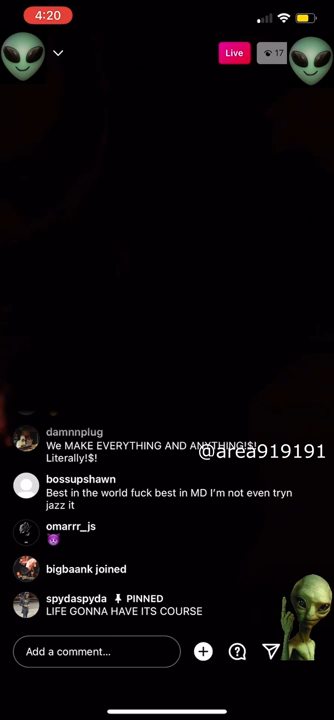 4:20
Live
17
damnnplug
We MAKE EVERYTHING AND ANYTHING!$!
Literally!$!
@area919191
bossupshawn
Best in the world fuck best in MD I'm not even tryn
jazz it
omarrr_js
bigbaank joined
spydaspyda PINNED
LIFE GONNA HAVE ITS COURSE
Add a comment...